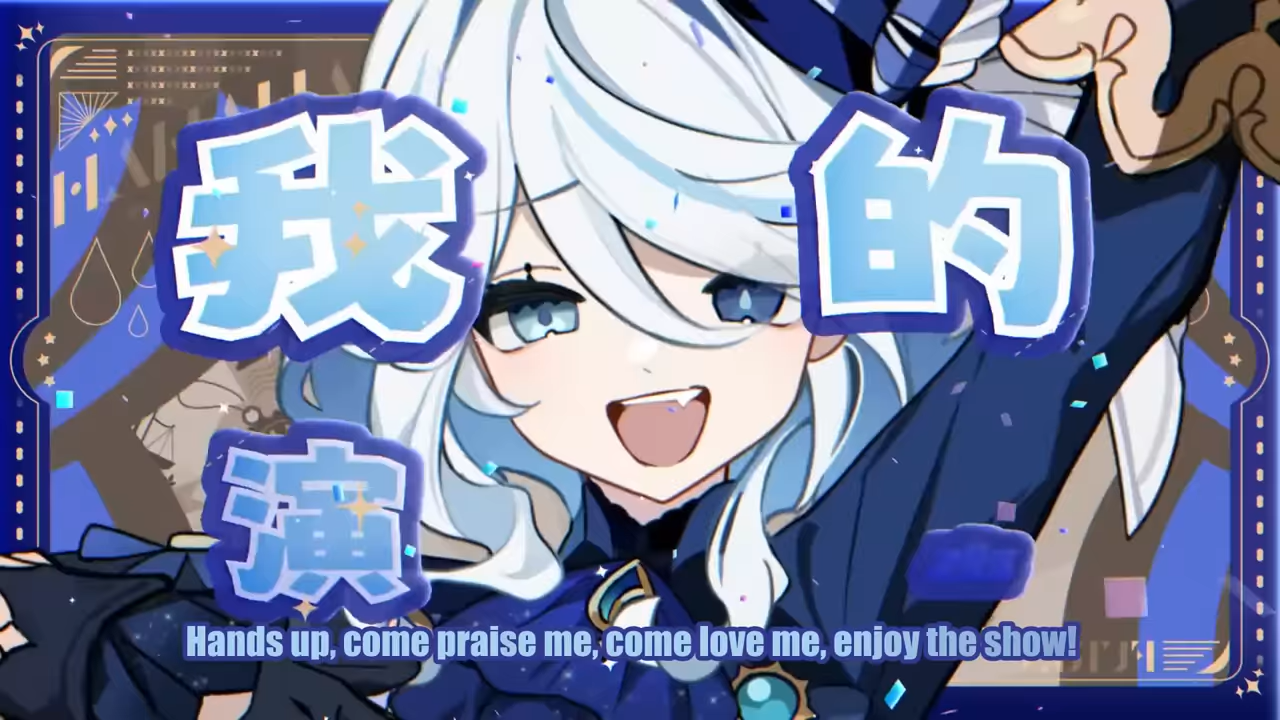 我的
演
Hands up, come praise me, come love me, enjoy the show!